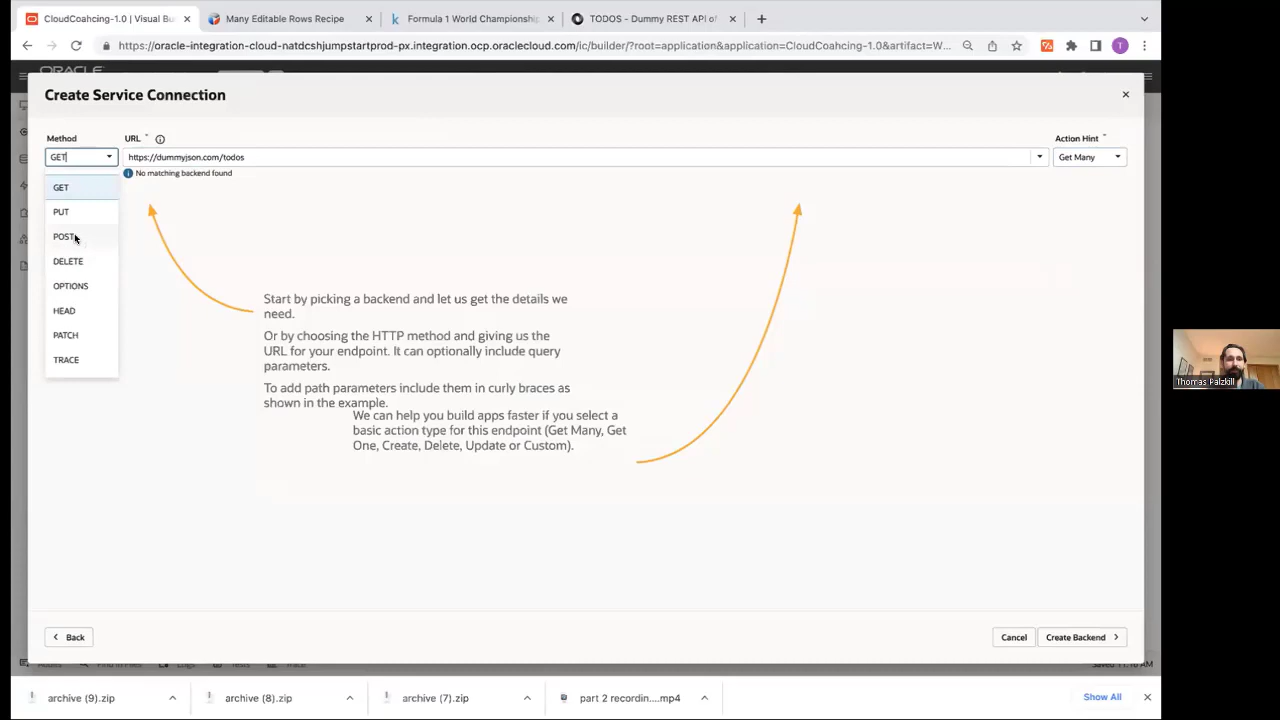 CloudCoahcing-1.0 | Visual Bu
Many Editable Rows Recipe
Formula 1 World Championship
TODOS - Dummy REST API of
https://oracle-integration-cloud-natdcshjumpstartprod-px.integration.ocp.oraclecloud.com/ic/builder/?root=application&application=CloudCoahcing-1.0&artifact=W...
T
Create Service Connection
Method
URL *
Action Hint *
GET
https://dummyjson.com/todos
Get Many
No matching backend found
GET
PUT
POST
DELETE
OPTIONS
HEAD
PATCH
TRACE
Start by picking a backend and let us get the details we
need.
Or by choosing the HTTP method and giving us the
URL for your endpoint. It can optionally include query
parameters.
To add path parameters include them in curly braces as
shown in the example.
We can help you build apps faster if you select a
basic action type for this endpoint (Get Many, Get
One, Create, Delete, Update or Custom).
Thomas Palzkill
Back
Cancel
Create Backend
archive (9).zip
archive (8).zip
archive (7).zip
part 2 recordin....mp4
Show All